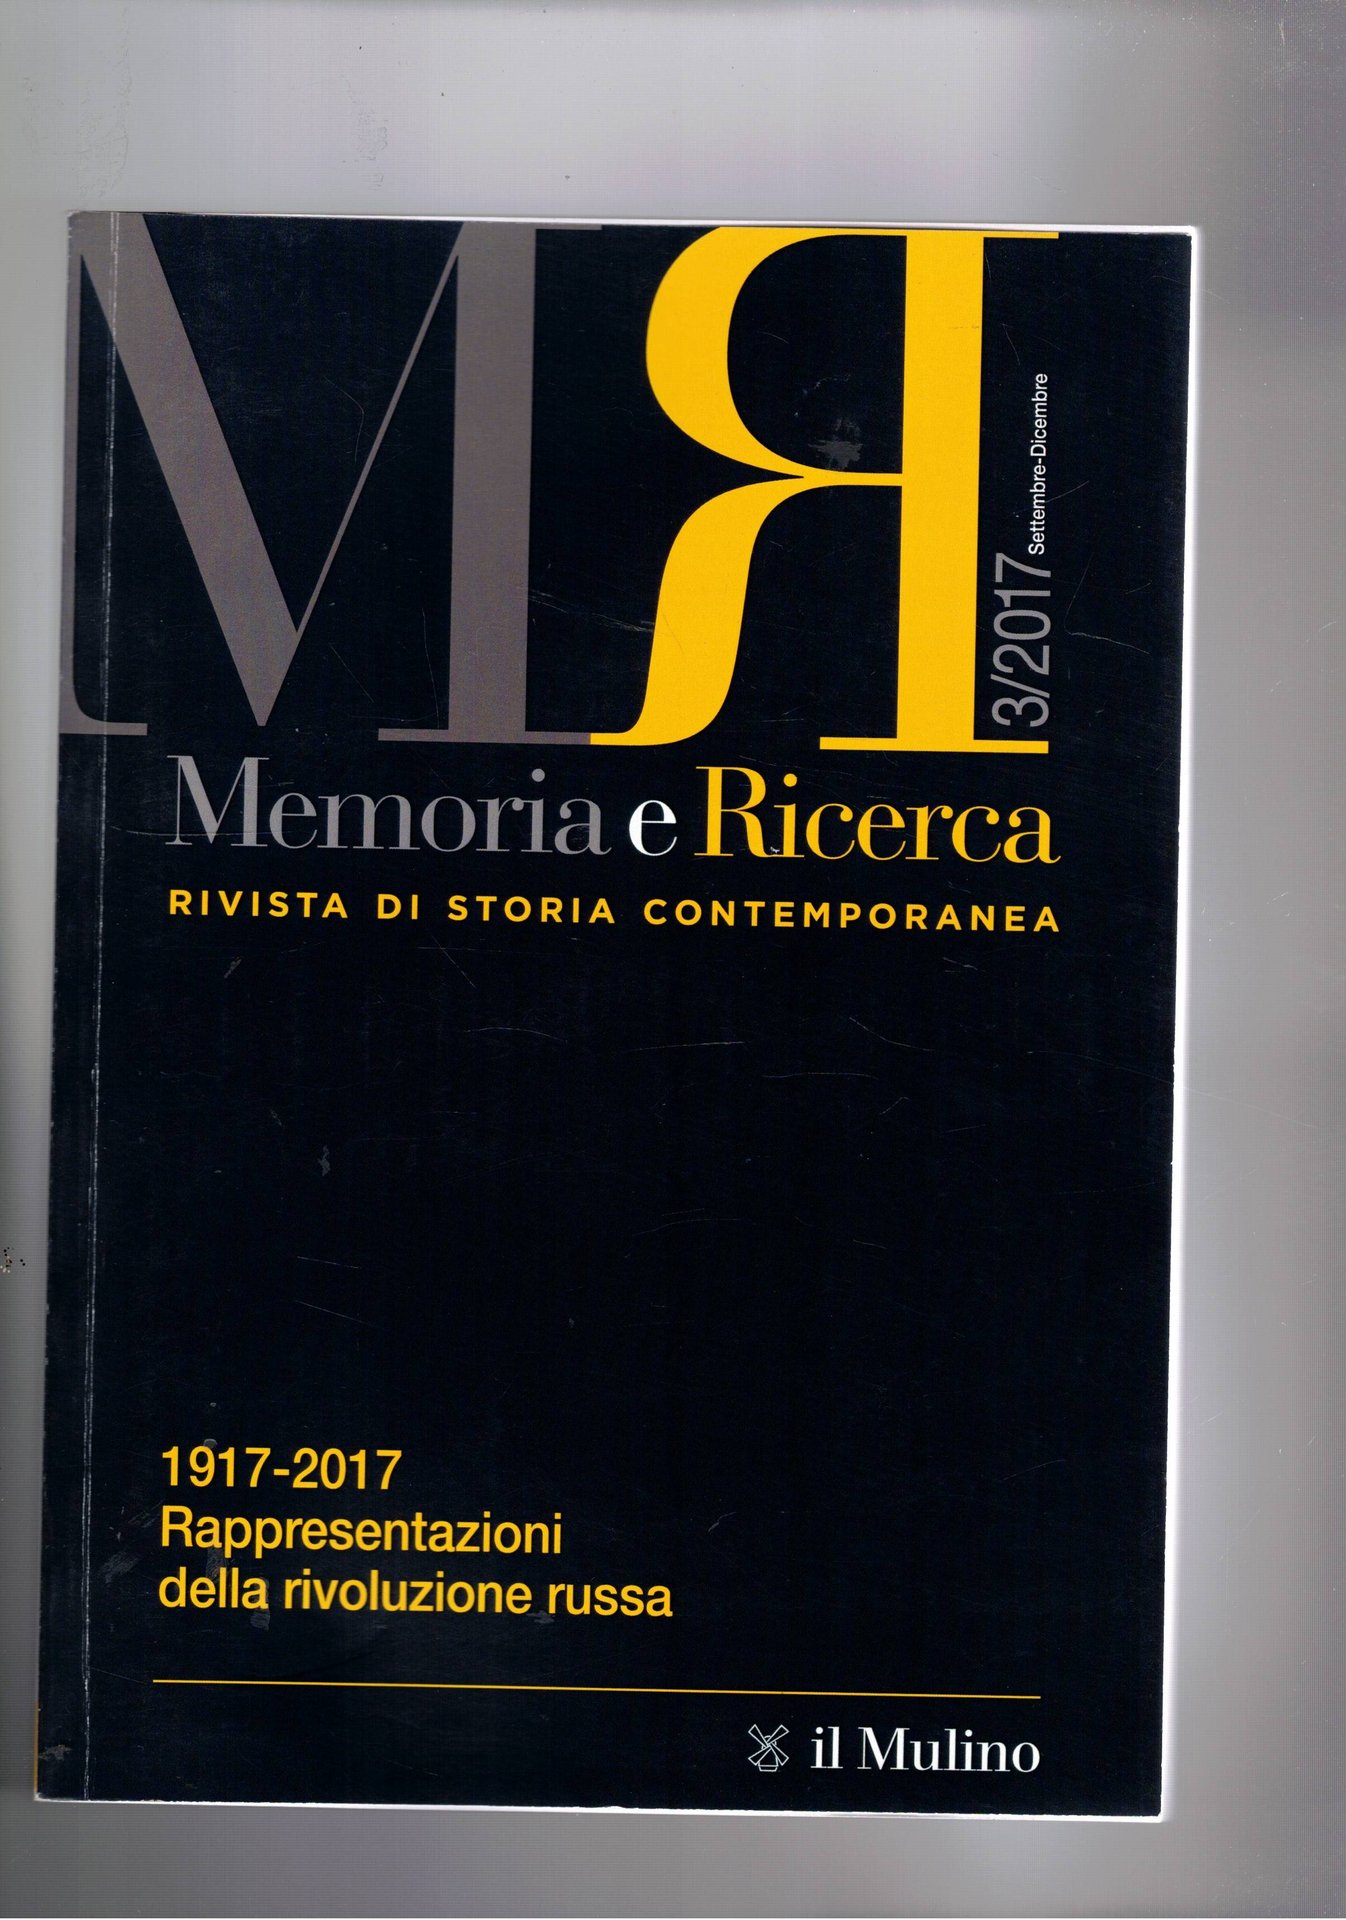 MR
3/2017 Settembre-Dicembre
Memoria e Ricerca
RIVISTA DI STORIA CONTEMPORANEA
1917-2017
Rappresentazioni
della rivoluzione russa
il Mulino